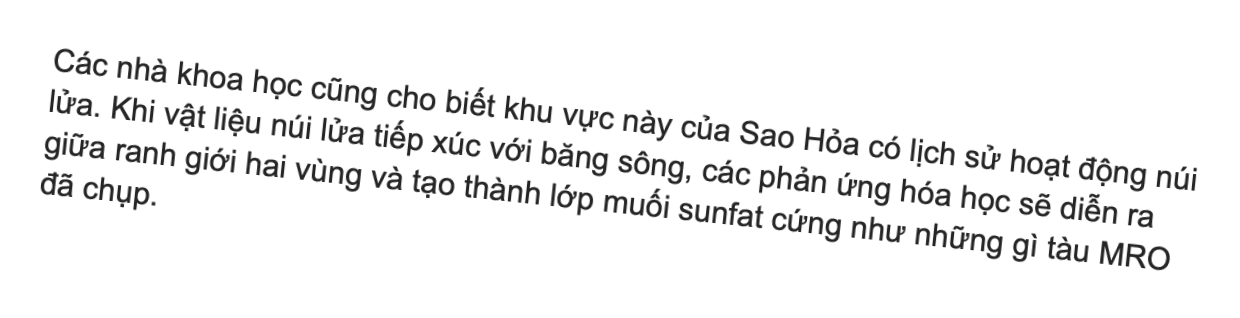 Các nhà khoa học cũng cho biết khu vực này của Sao Hỏa có lịch sử hoạt động núi
lửa. Khi vật liệu núi lửa tiếp xúc với băng sông, các phản ứng hóa học sẽ diễn ra
giữa ranh giới hai vùng và tạo thành lớp muối sunfat cứng như những gì tàu MRO
đã chụp.